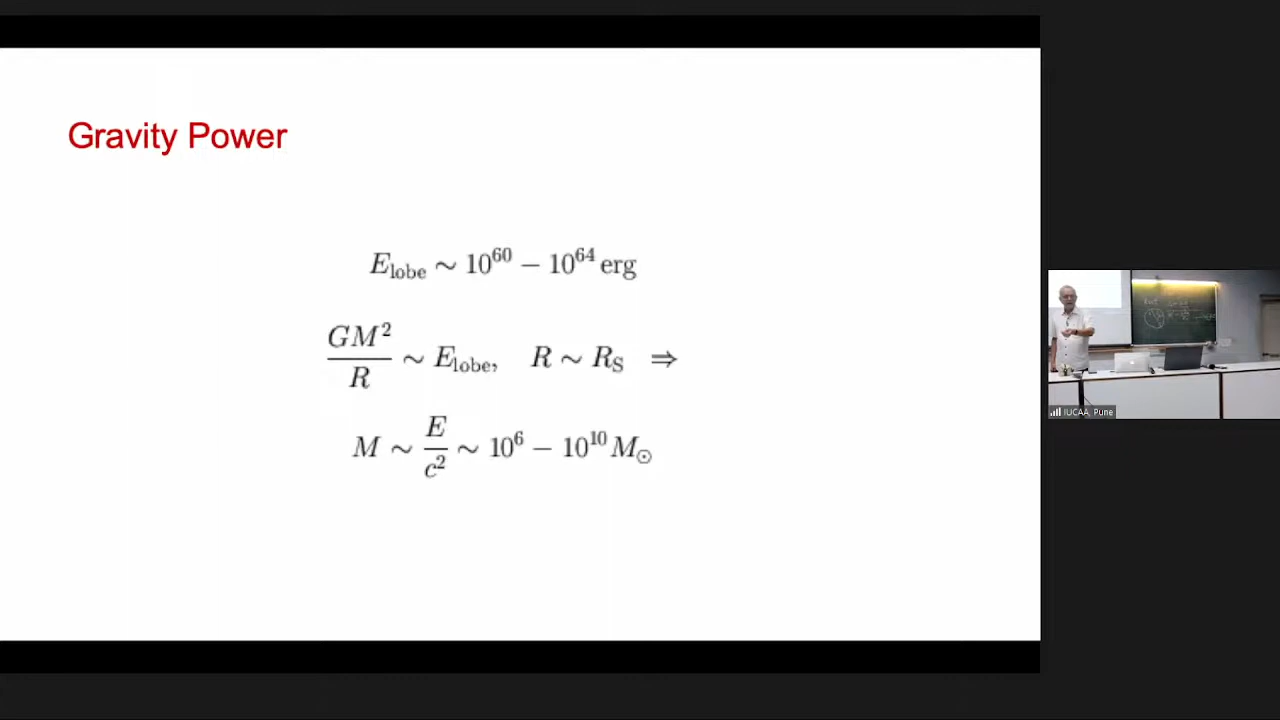 Gravity Power
E_lobe ∼ 10^60 − 10^64 erg
GM^2/R ∼ E_lobe, R ∼ R_S ⇒
M ∼ E/c^2 ∼ 10^6 − 10^10 M_⊙
IUCAA, Pune